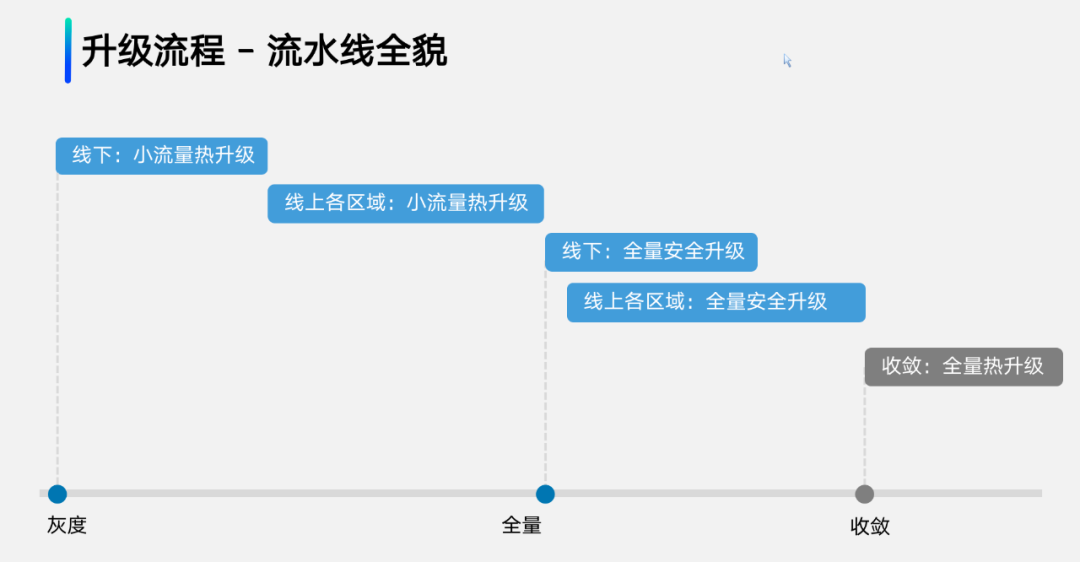 升级流程 - 流水线全貌
线下：小流量热升级
线上各区域：小流量热升级
线下：全量安全升级
线上各区域：全量安全升级
收敛：全量热升级
灰度
全量
收敛